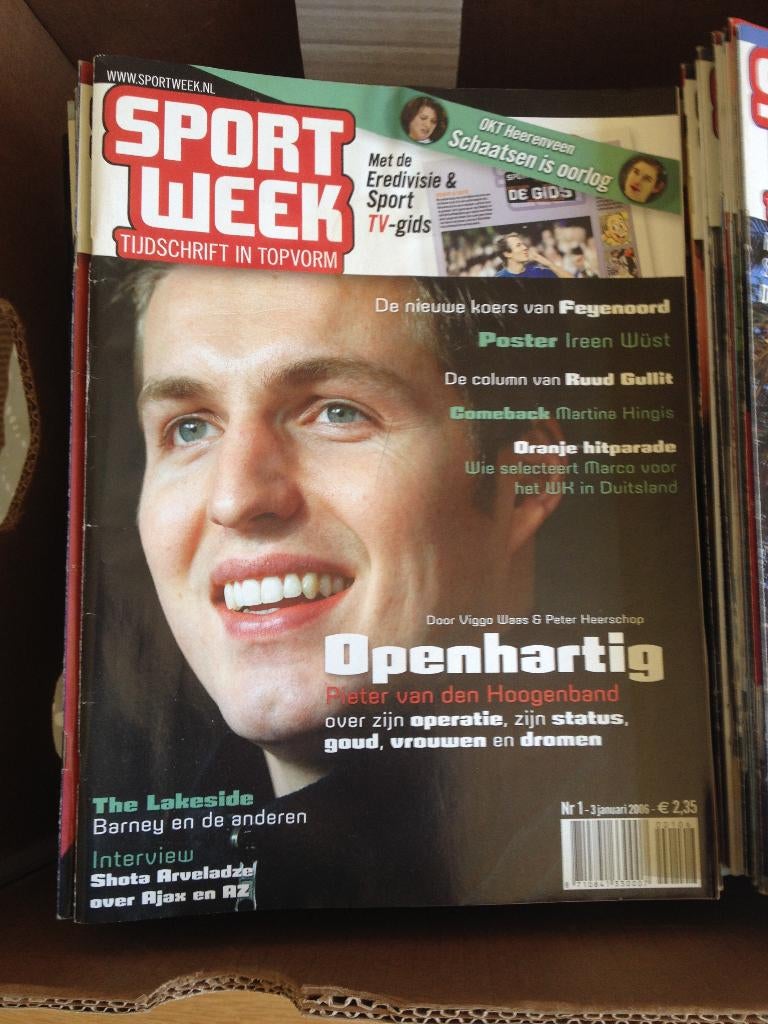 WWW.SPORTWEEK.NL
SPORT
WEEK
TIJDSCHRIFT IN TOPVORM
Met de
Eredivisie &
Sport
TV-gids
OKT Heerenveen
Schaatsen is oorlog
DE GIDS
De nieuwe koers van Feyenoord
Poster Ireen Wüst
De column van Ruud Gullit
Comeback Martina Hingis
Oranje hitparade
Wie selecteert Marco voor
het WK in Duitsland
Door Viggo Waas & Peter Heerschop
Openhartig
Pieter van den Hoogenband
over zijn operatie, zijn status,
goud, vrouwen en dromen
The Lakeside
Barney en de anderen
Interview
Shota Arveladze
over Ajax en AZ
Nr 1 - 3 januari 2006 - € 2,35